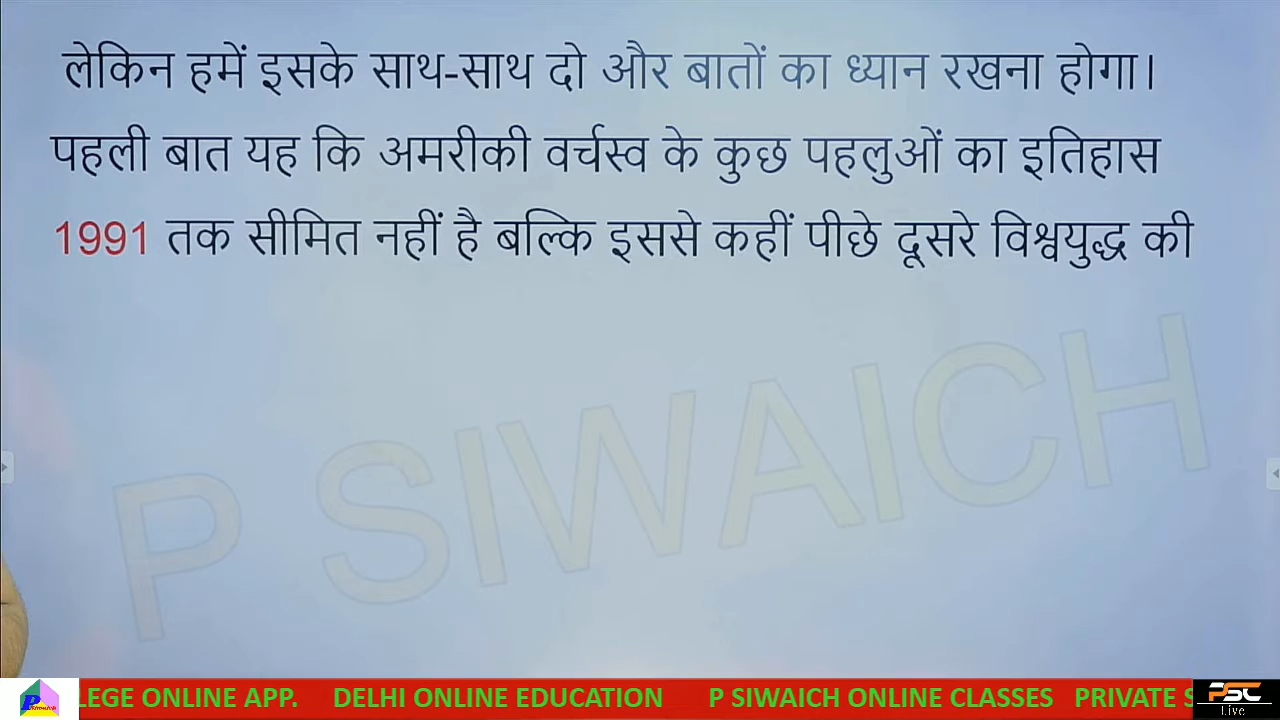 लेकिन हमें इसके साथ-साथ दो और बातों का ध्यान रखना होगा।
पहली बात यह कि अमरीकी वर्चस्व के कुछ पहलुओं का इतिहास
1991 तक सीमित नहीं है बल्कि इससे कहीं पीछे दूसरे विश्वयुद्ध की
P SIWAICH
LEGE ONLINE APP. DELHI ONLINE EDUCATION P SIWAICH ONLINE CLASSES PRIVATE S
PSC
Live